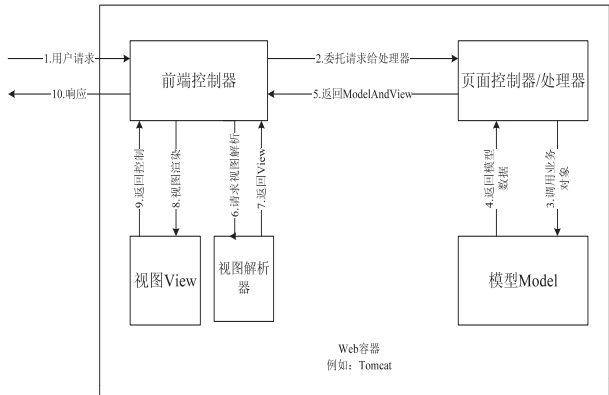 1.用户请求
前端控制器
2.委托请求给处理器
页面控制器/处理器
10.响应
5.返回ModelAndView
9.返回控制
8.视图渲染
6.请求视图解析
7.返回View
4.返回模型
数据
3.调用业务
对象
视图View
视图解析
器
模型Model
Web容器
例如：Tomcat